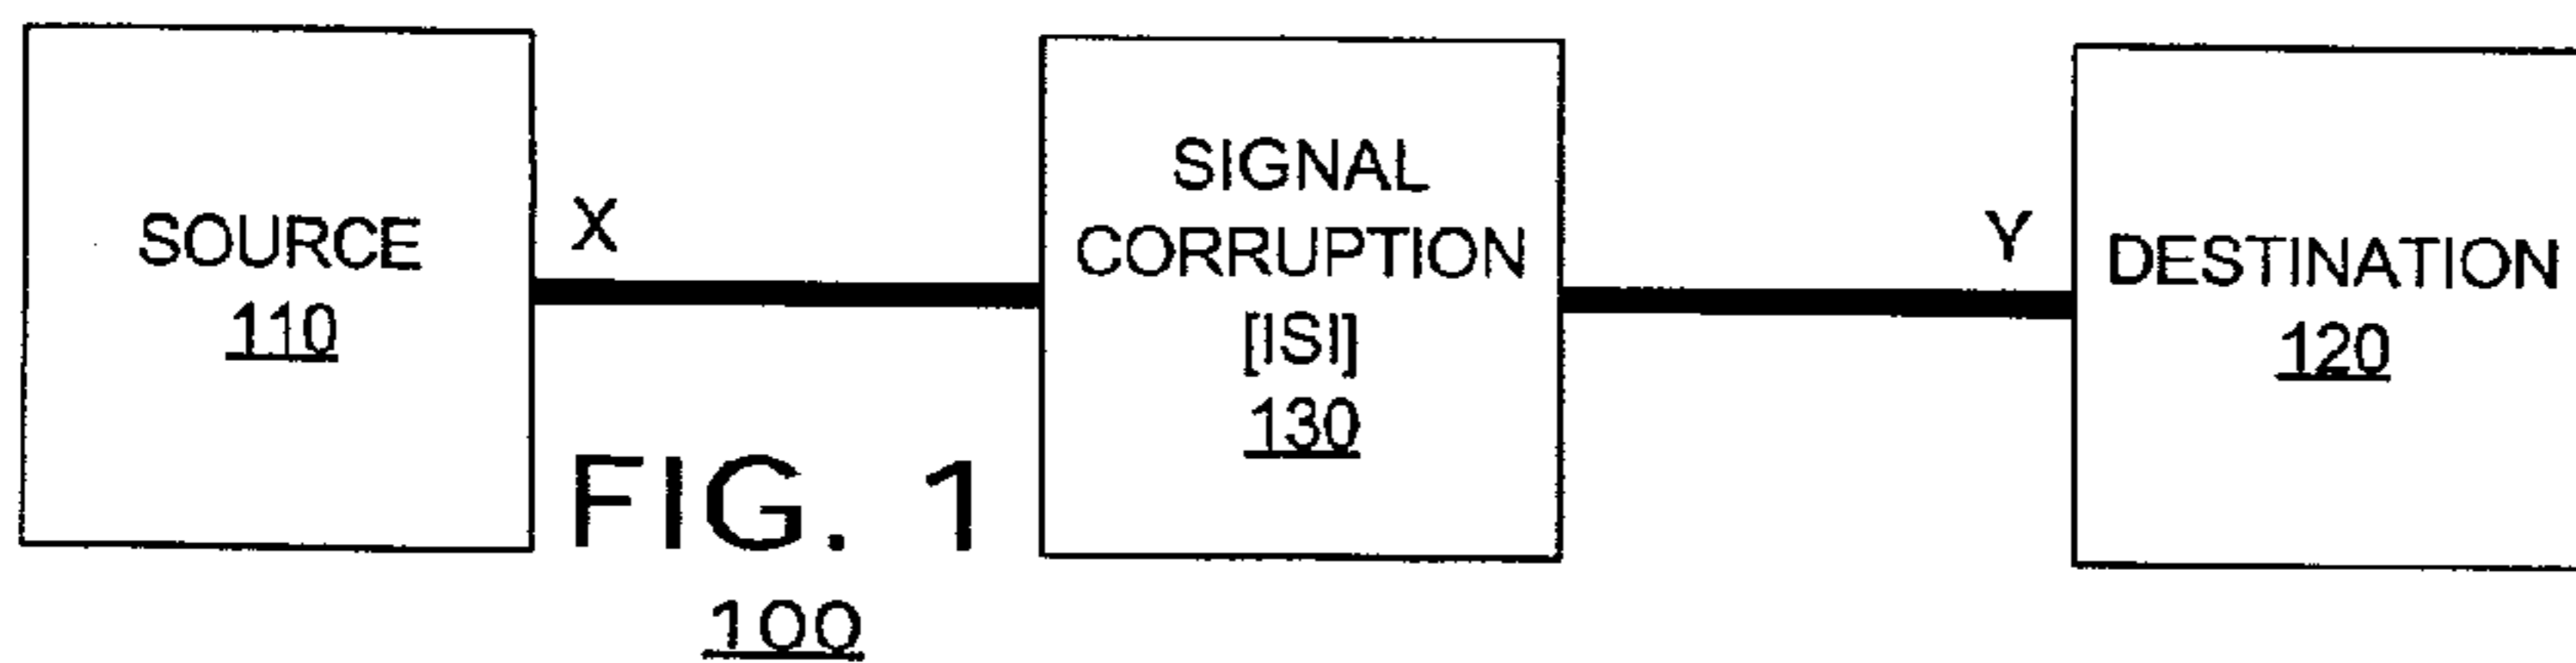 SOURCE
110
X
SIGNAL
CORRUPTION
[ISI]
130
Y
DESTINATION
120
FIG. 1
100